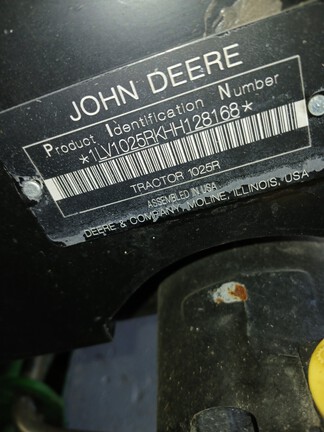 JOHN DEERE
Product Identification Number
*1LV1025RKHH128168*
TRACTOR 1025R
ASSEMBLED IN USA
DEERE & COMPANY, MOLINE, ILLINOIS, USA